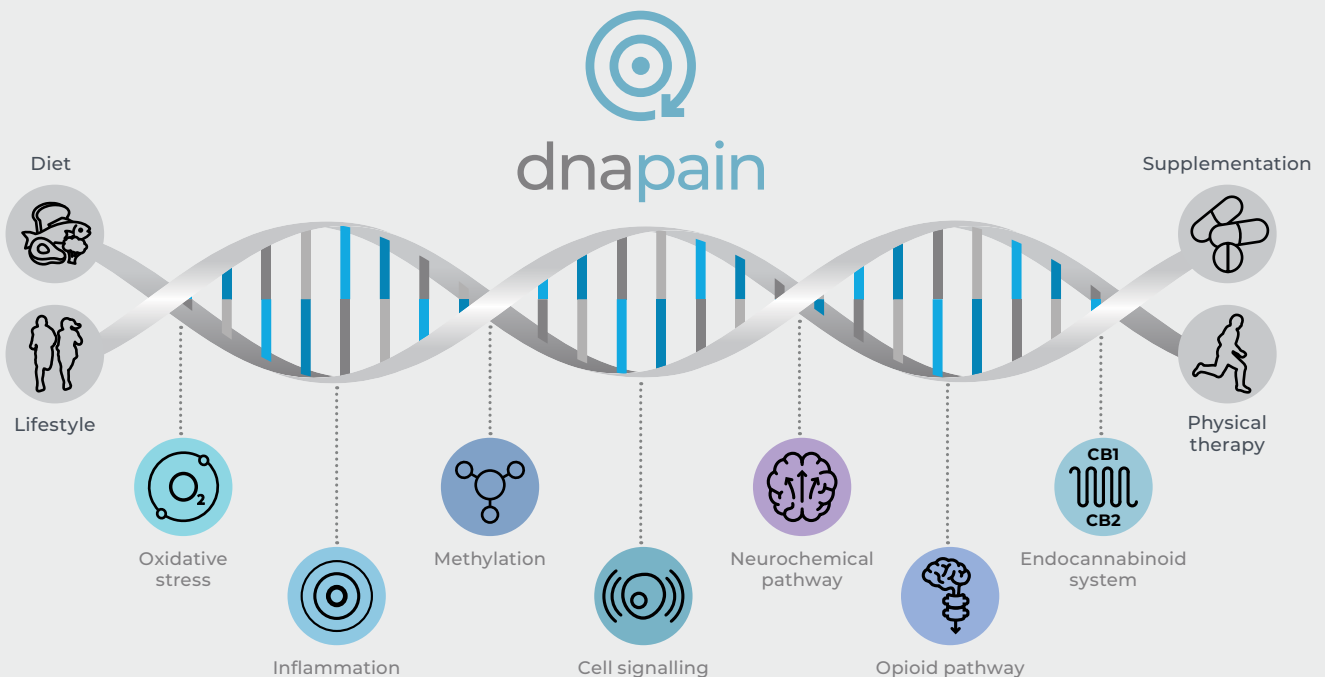 dnapain
Diet
Supplementation
Lifestyle
Physical
therapy
O2
Oxidative
stress
Inflammation
Methylation
Cell signalling
Neurochemical
pathway
Opioid pathway
CB1
CB2
Endocannabinoid
system